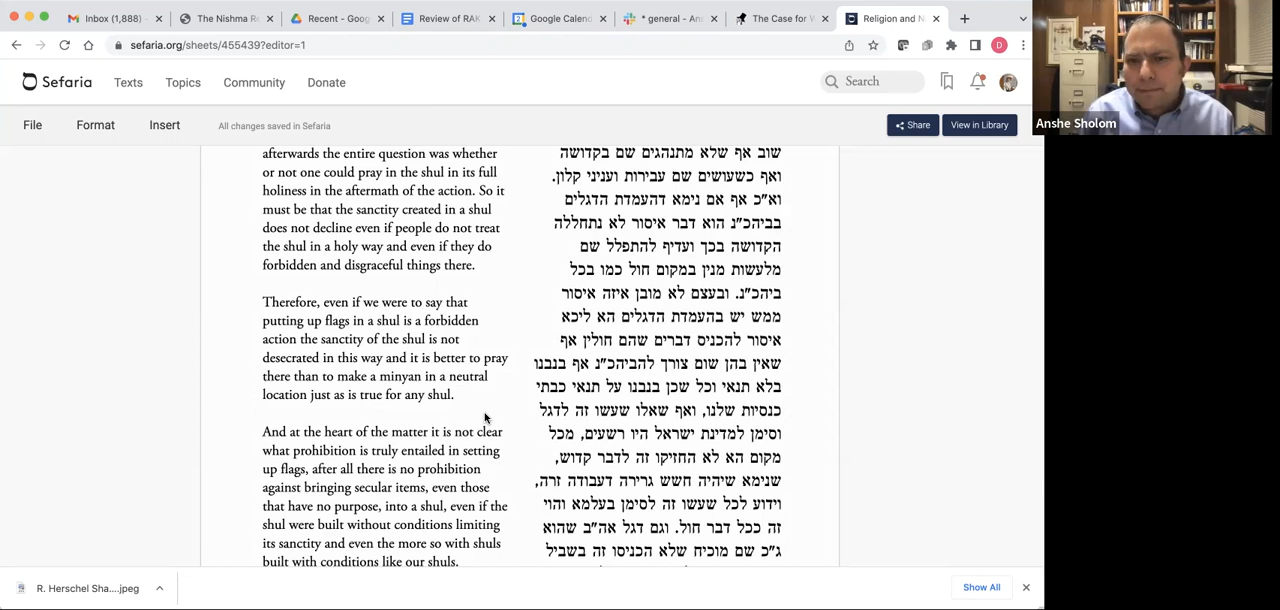 Inbox (1,888)
The Nishma Re
Recent - Goog
Review of RAK
Google Calend
* general - An
The Case for W
Religion and N
sefaria.org/sheets/455439?editor=1
D
Sefaria
Texts
Topics
Community
Donate
Search
File
Format
Insert
All changes saved in Sefaria
Share
View in Library
Anshe Sholom
afterwards the entire question was whether
or not one could pray in the shul in its full
holiness in the aftermath of the action. So it
must be that the sanctity created in a shul
does not decline even if people do not treat
the shul in a holy way and even if they do
forbidden and disgraceful things there.
Therefore, even if we were to say that
putting up flags in a shul is a forbidden
action the sanctity of the shul is not
desecrated in this way and it is better to pray
there than to make a minyan in a neutral
location just as is true for any shul.
And at the heart of the matter it is not clear
what prohibition is truly entailed in setting
up flags, after all there is no prohibition
against bringing secular items, even those
that have no purpose, into a shul, even if the
shul were built without conditions limiting
its sanctity and even the more so with shuls
built with conditions like our shuls.
שוב אף שלא מתנהגים שם בקדושה
ואף כשעושים שם עבירות ועניני קלון.
וא"כ אף אם נימא דהעמדת הדגלים
בביהכ"נ הוא דבר איסור לא נתחללה
הקדושה בכך ועדיף להתפלל שם
מלעשות מנין במקום חול כמו בכל
ביהכ"נ. ובעצם לא מובן איזה איסור
ממש יש בהעמדת הדגלים הא ליכא
איסור להכניס דברים שהם חולין אף
שאין בהן שום צורך להביהכ"נ אף בנבנו
בלא תנאי וכל שכן בנבנו על תנאי כבתי
כנסיות שלנו, ואף שאלו שעשו זה לדגל
וסימן למדינת ישראל היו רשעים, מכל
מקום הא לא החזיקו זה לדבר קדוש,
שנימא שיהיה חשש גרירה דעבודה זרה,
וידוע לכל שעשו זה לסימן בעלמא והוי
זה ככל דבר חול. וגם דגל אה"ב שהוא
ג"כ שם מוכיח שלא הכניסו זה בשביל
R. Herschel Sha....jpeg
Show All